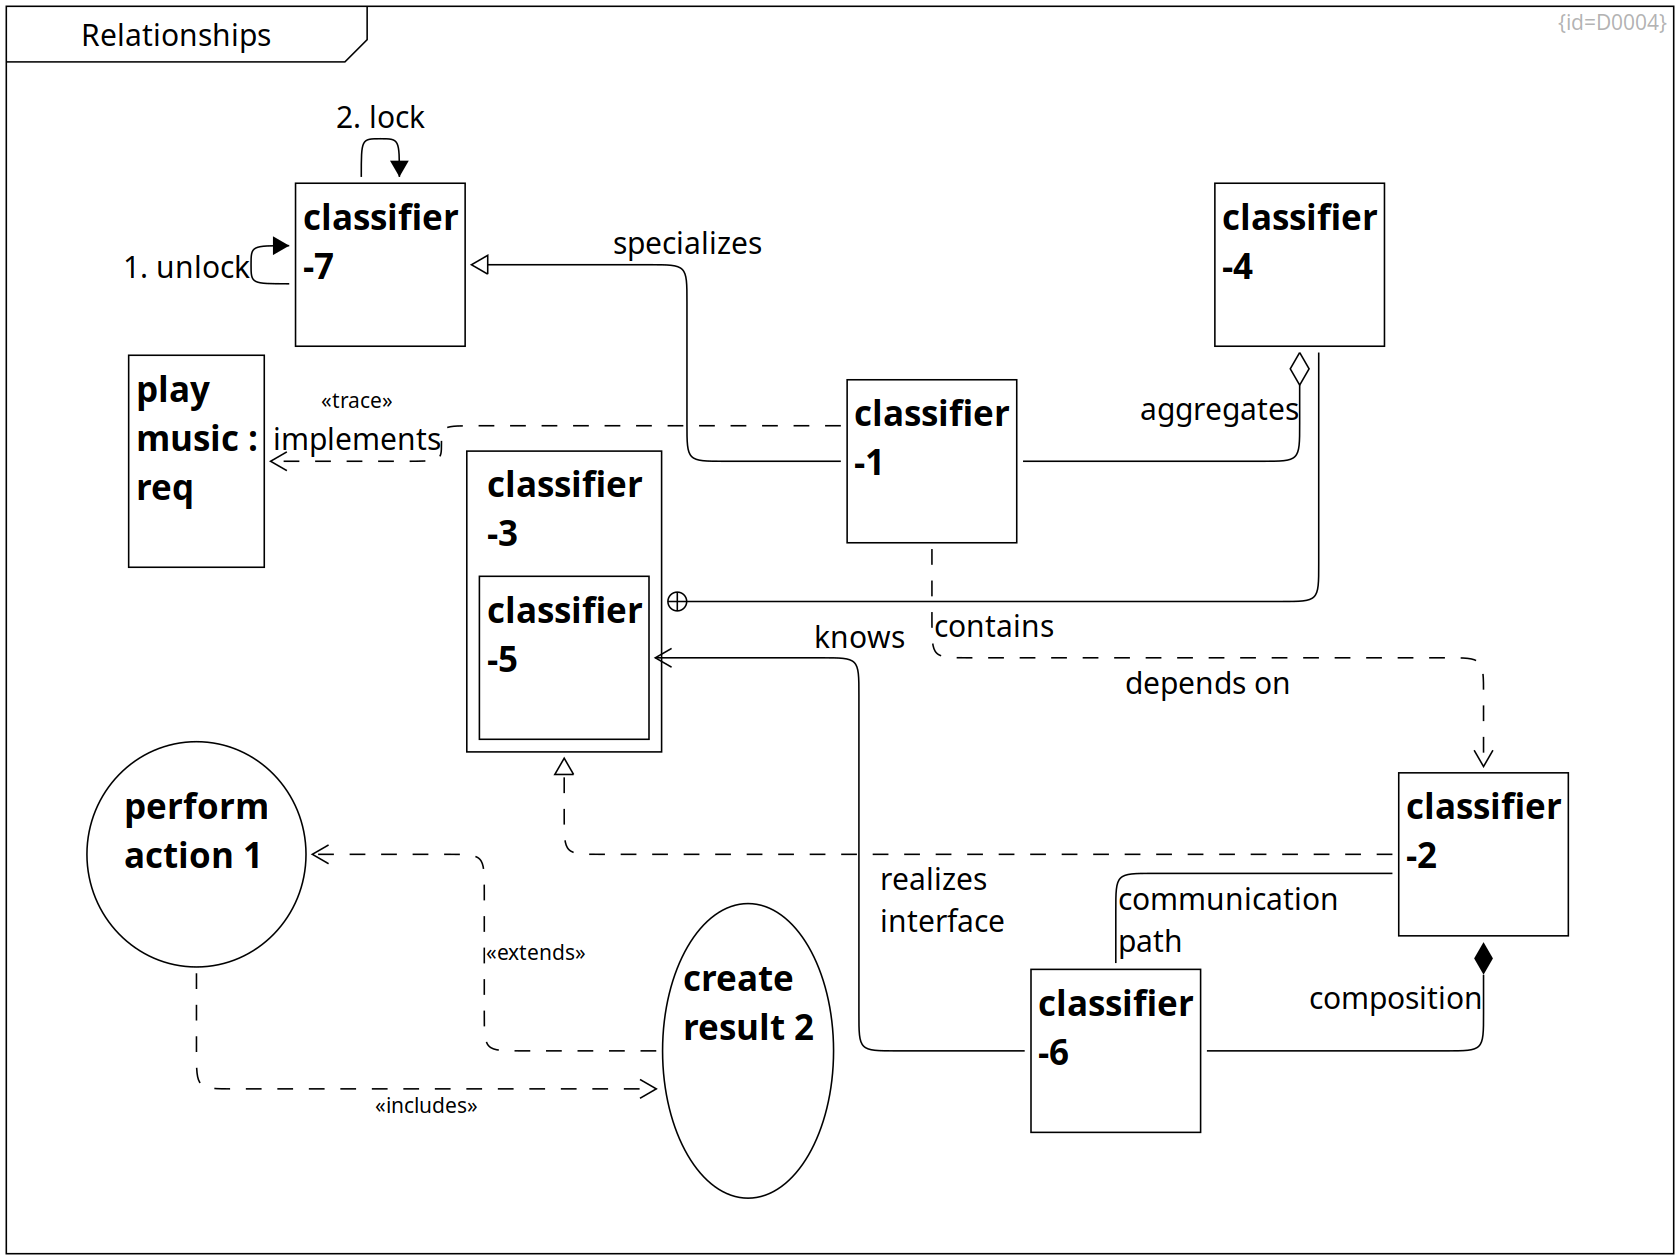 Relationships
{id=D0004}
2. lock
classifier
-7
1. unlock
specializes
classifier
-4
play
music :
req
«trace»
implements
classifier
-1
aggregates
classifier
-3
classifier
-5
knows
contains
depends on
perform
action 1
classifier
-2
realizes
interface
communication
path
«extends»
create
result 2
classifier
-6
composition
«includes»